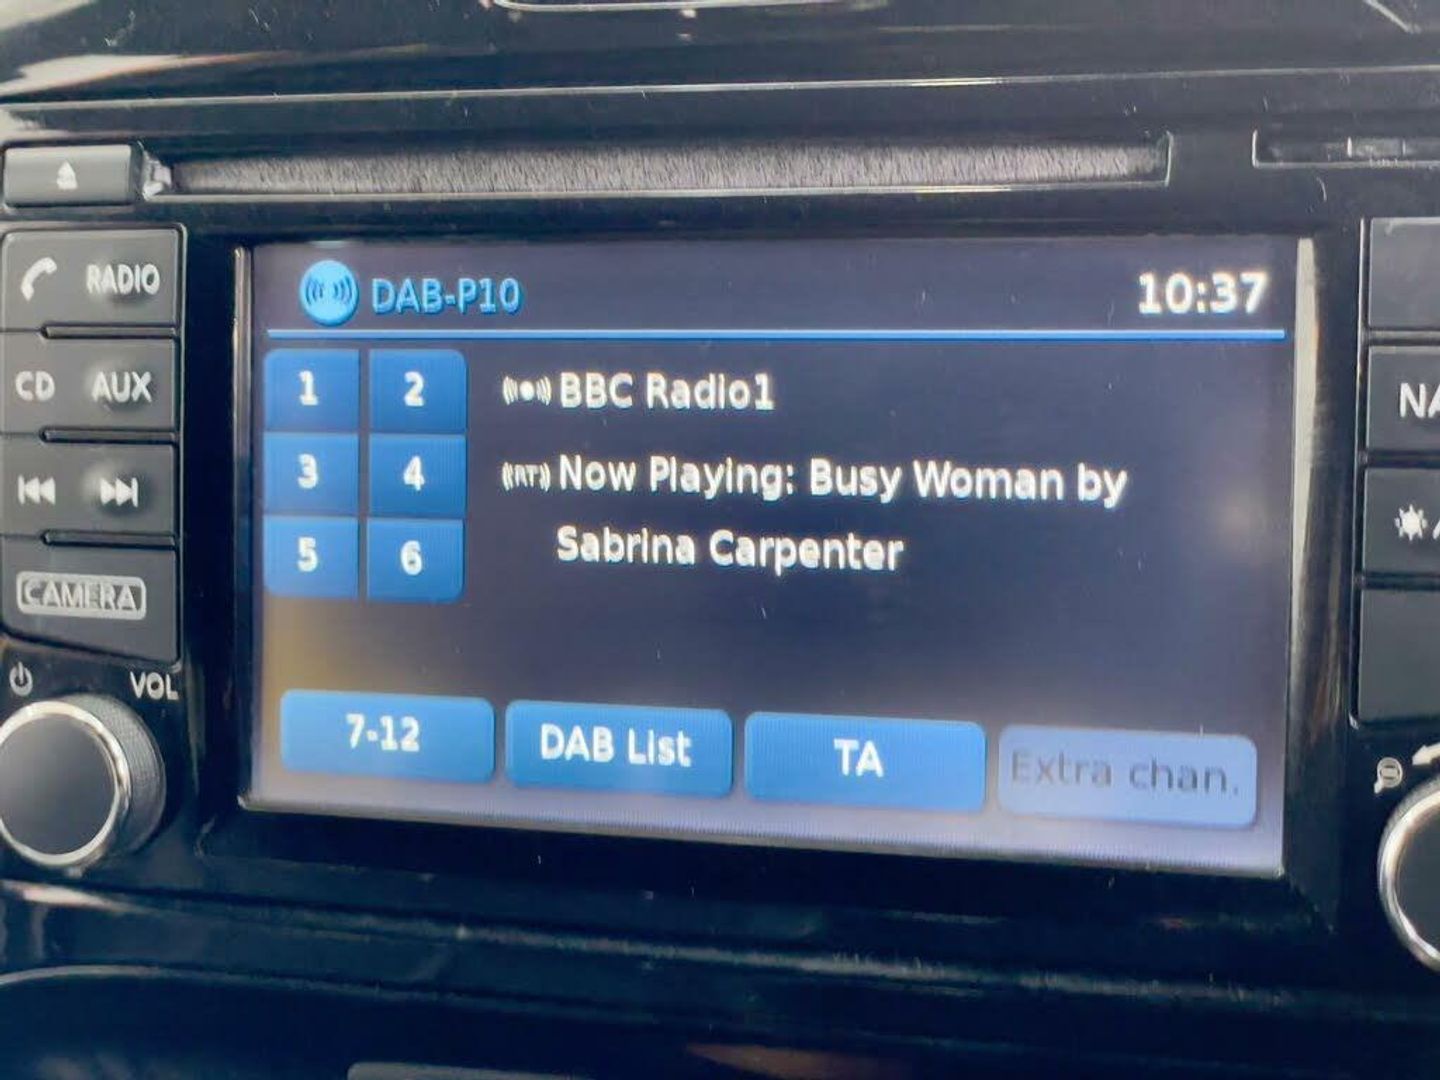 RADIO
CD AUX
CAMERA
VOL
DAB-P10 10:37
1 2
3 4
5 6
BBC Radio1
(RT) Now Playing: Busy Woman by
Sabrina Carpenter
7-12 DAB List TA Extra chan.